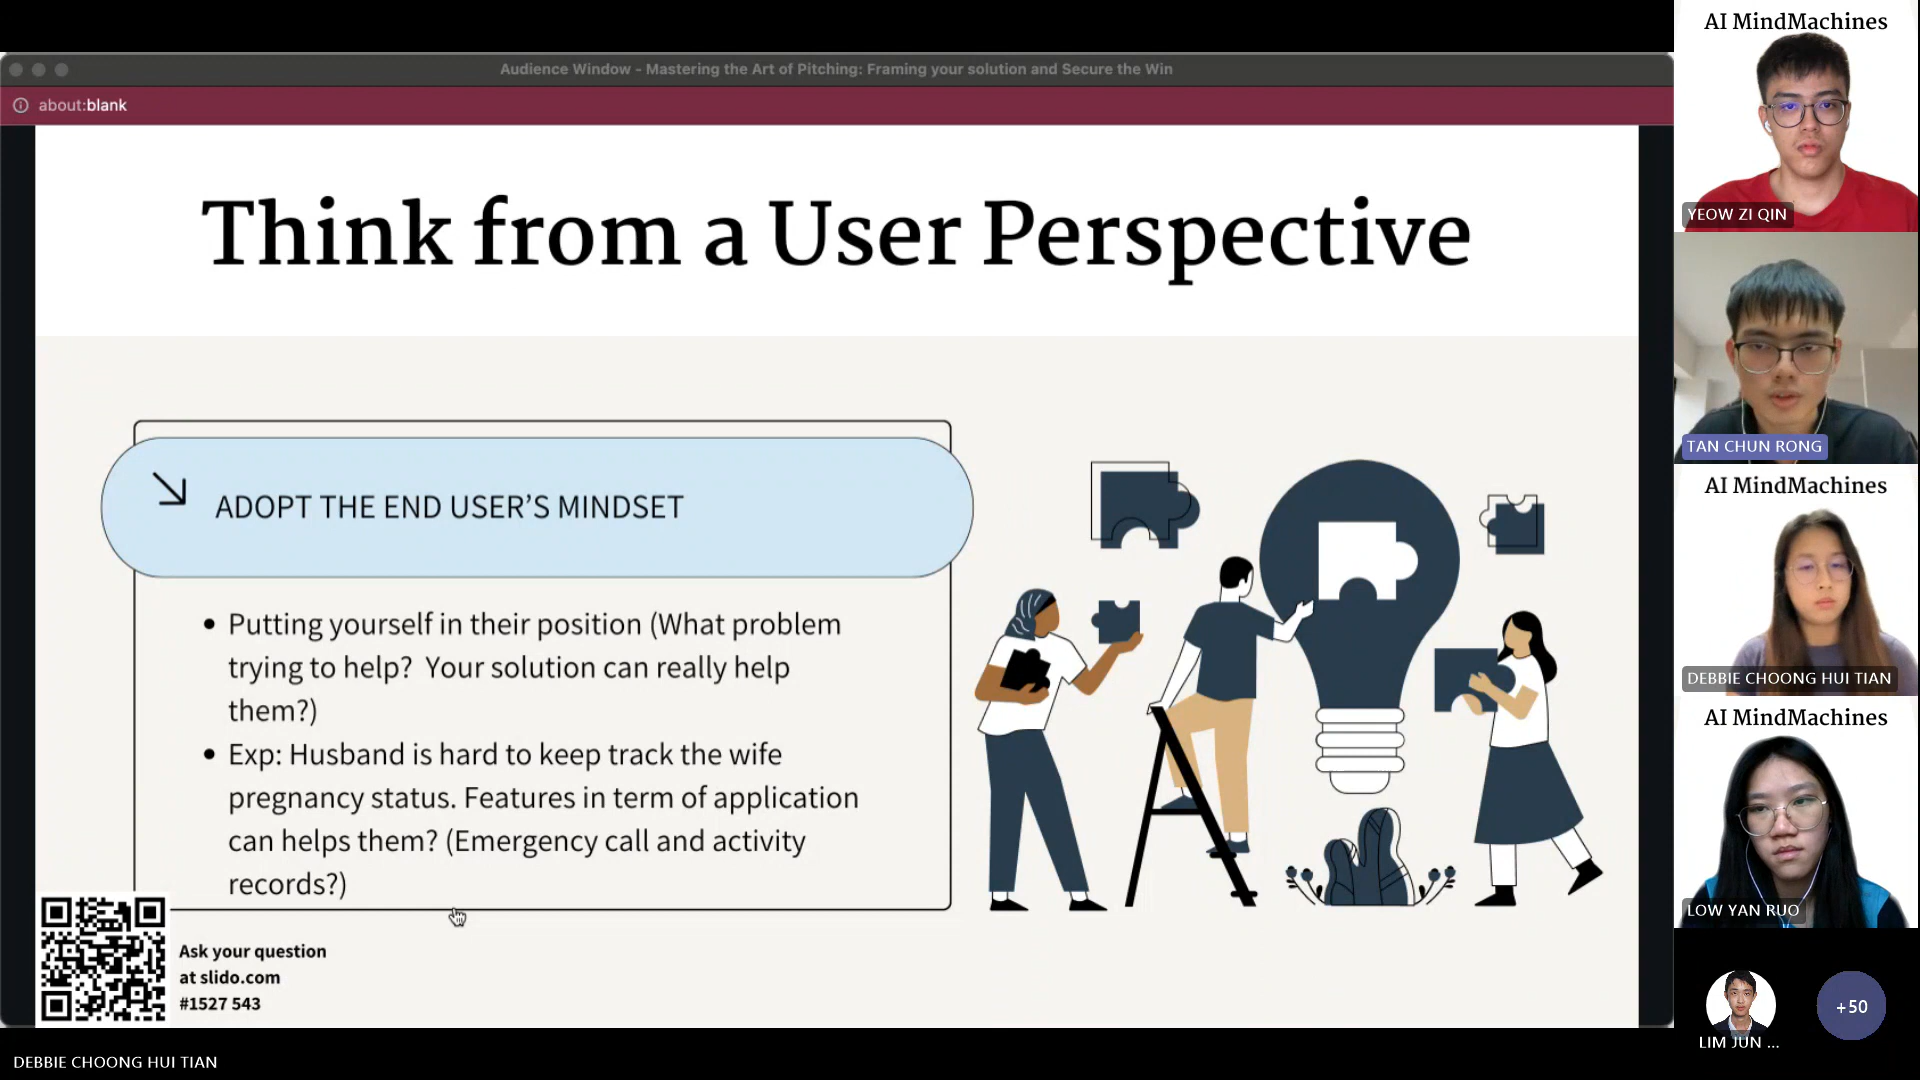 Audience Window - Mastering the Art of Pitching: Framing your solution and Secure the Win
about:blank
Think from a User Perspective
ADOPT THE END USER’S MINDSET
• Putting yourself in their position (What problem
trying to help? Your solution can really help
them?)
• Exp: Husband is hard to keep track the wife
pregnancy status. Features in term of application
can helps them? (Emergency call and activity
records?)
Ask your question
at slido.com
#1527 543
DEBBIE CHOONG HUI TIAN
AI MindMachines
YEOW ZI QIN
TAN CHUN RONG
AI MindMachines
DEBBIE CHOONG HUI TIAN
AI MindMachines
LOW YAN RUO
LIM JUN ...
+50